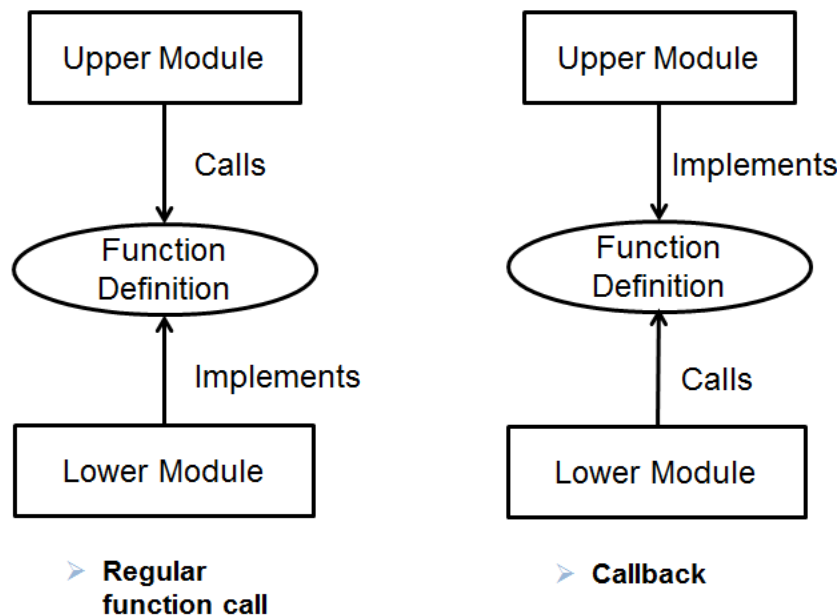 Upper Module
Calls
Function
Definition
Implements
Lower Module
Regular
function call
Upper Module
Implements
Function
Definition
Calls
Lower Module
Callback